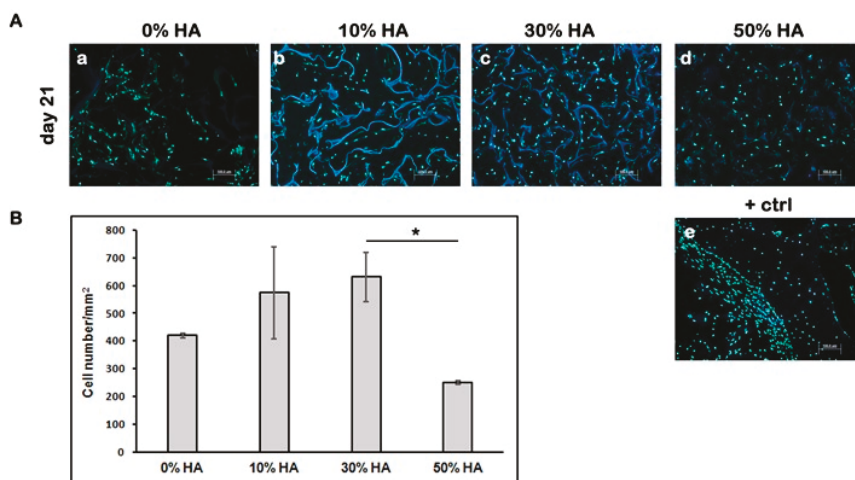 A
0% HA
10% HA
30% HA
50% HA
day 21
a
b
c
d
+ ctrl
e
B
Cell number/mm²
800
700
600
500
400
300
200
100
0
*
0% HA
10% HA
30% HA
50% HA